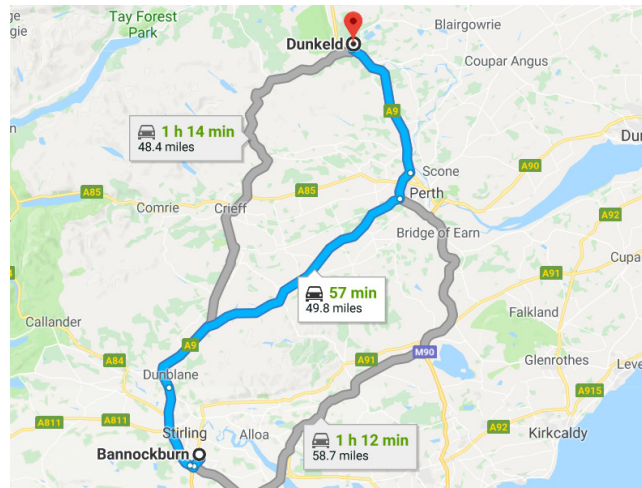 Tay Forest
Park
Blairgowrie
Dunkeld
Coupar Angus
A9
1 h 14 min
48.4 miles
Scone
A90
A85
A85
Perth
Comrie
Crieff
A92
Bridge of Earn
57 min
49.8 miles
A91
Falkland
Callander
A9
A84
A91
M90
Glenrothes
Dunblane
A915
A811
A811
Stirling
Alloa
1 h 12 min
58.7 miles
A92
Kirkcaldy
Bannockburn